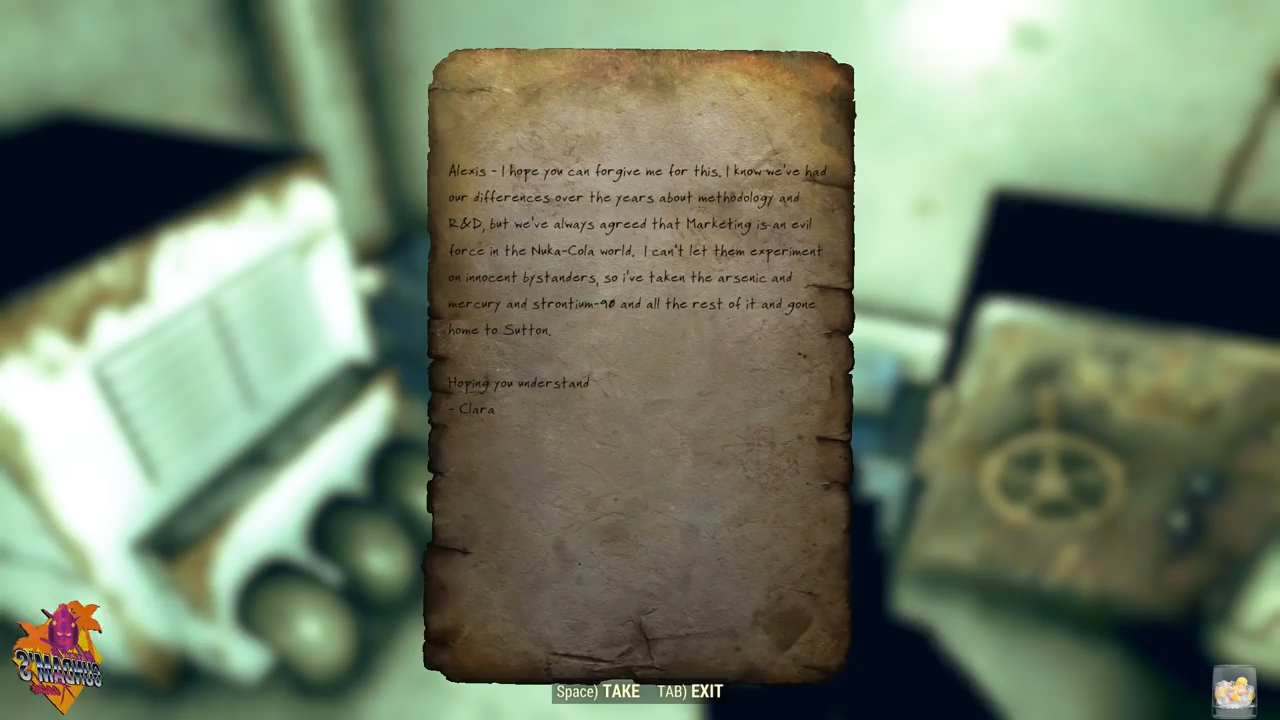 Alexis - I hope you can forgive me for this. I know we've had
our differences over the years about methodology and
R&D, but we've always agreed that Marketing is an evil
force in the Nuka-Cola world. I can't let them experiment
on innocent bystanders, so i've taken the arsenic and
mercury and strontium-90 and all the rest of it and gone
home to Sutton.
Hoping you understand
- Clara
Space) TAKE TAB) EXIT
S'MAGNUS